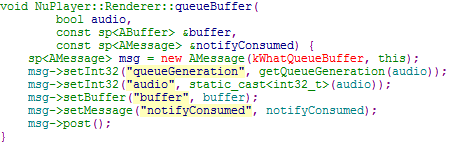 void NuPlayer::Renderer::queueBuffer(
        bool audio,
        const sp<ABuffer> &buffer,
        const sp<AMessage> &notifyConsumed) {
    sp<AMessage> msg = new AMessage(kWhatQueueBuffer, this);
    msg->setInt32("queueGeneration", getQueueGeneration(audio));
    msg->setInt32("audio", static_cast<int32_t>(audio));
    msg->setBuffer("buffer", buffer);
    msg->setMessage("notifyConsumed", notifyConsumed);
    msg->post();
}